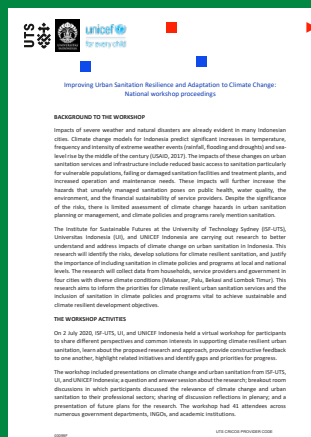 UTS
unicef
for every child
Improving Urban Sanitation Resilience and Adaptation to Climate Change:
National workshop proceedings
BACKGROUND TO THE WORKSHOP
Impacts of severe weather and natural disasters are already evident in many Indonesian
cities. Climate change models for Indonesia predict significant increases in temperature,
frequency and intensity of extreme weather events (rainfall, flooding and droughts) and sea-
level rise by the middle of the century (USAID, 2017). The impacts of these changes on urban
sanitation services and infrastructure include reduced basic access to sanitation particularly
for vulnerable populations, failing or damaged sanitation facilities and treatment plants, and
increased operation and maintenance needs. These impacts will further increase the
hazards that unsafely managed sanitation poses on public health, water quality, the
environment, and the financial sustainability of service providers. Despite the significance
of the risks, there is limited assessment of climate change hazards in urban sanitation
planning or management, and climate policies and programs rarely mention sanitation.
The Institute for Sustainable Futures at the University of Technology Sydney (ISF-UTS),
Universitas Indonesia (UI), and UNICEF Indonesia are carrying out research to better
understand and address impacts of climate change on urban sanitation in Indonesia. This
research will identify the risks, develop solutions for climate resilient sanitation, and justify
the importance of including sanitation in climate policies and programs at local and national
levels. The research will collect data from households, service providers and government in
four cities with diverse climate conditions (Makassar, Palu, Bekasi and Lombok Timur). This
research aims to inform the priorities for climate resilient urban sanitation services and the
inclusion of sanitation in climate policies and programs vital to achieve sustainable and
climate resilient development objectives.
THE WORKSHOP ACTIVITIES
On 2 July 2020, ISF-UTS, UI, and UNICEF Indonesia held a virtual workshop for participants
to share different perspectives and common interests in supporting climate resilient urban
sanitation, learn about the proposed research and approach, provide constructive feedback
to one another, highlight related initiatives and identify gaps and priorities for progress.
The workshop included presentations on climate change and urban sanitation from ISF-UTS,
UI, and UNICEF Indonesia; a question and answer session about the research; breakout room
discussions in which participants discussed the relevance of climate change and urban
sanitation to their professional sectors; sharing of discussion reflections in plenary; and a
presentation of future plans for the research. The workshop had 41 attendees across
numerous government departments, INGOs, and academic institutions.
UTS CRICOS PROVIDER CODE